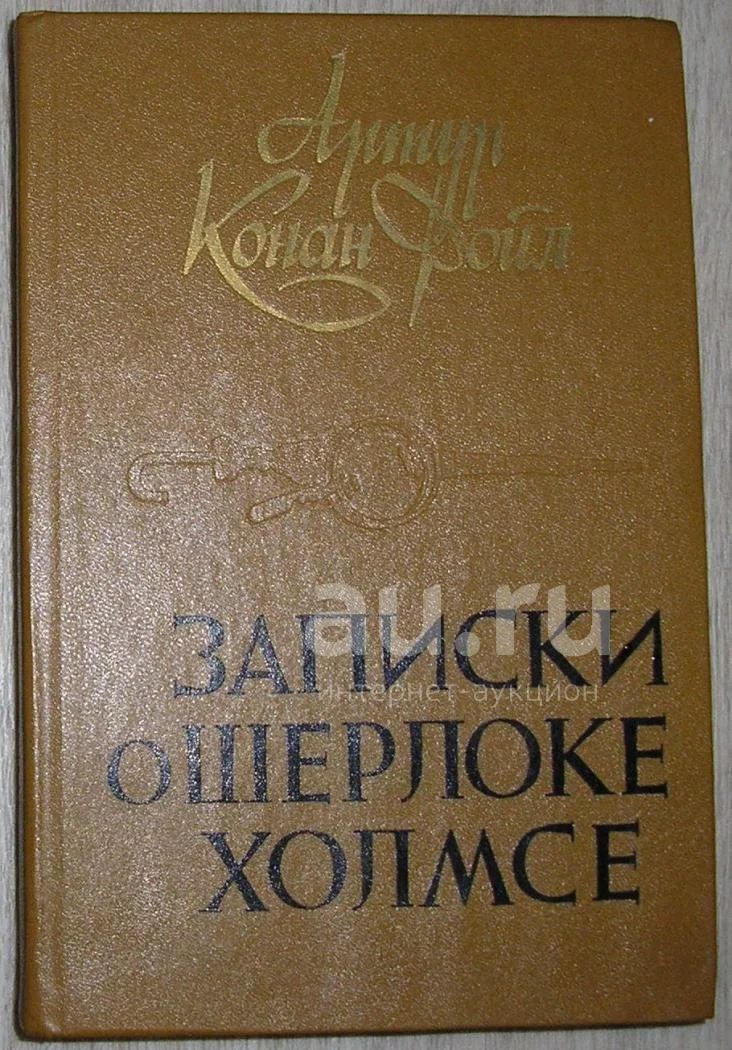 Артур
Конан Дойл
au.ru
интернет-аукцион
ЗАПИСКИ
О ШЕРЛОКЕ
ХОЛМСЕ